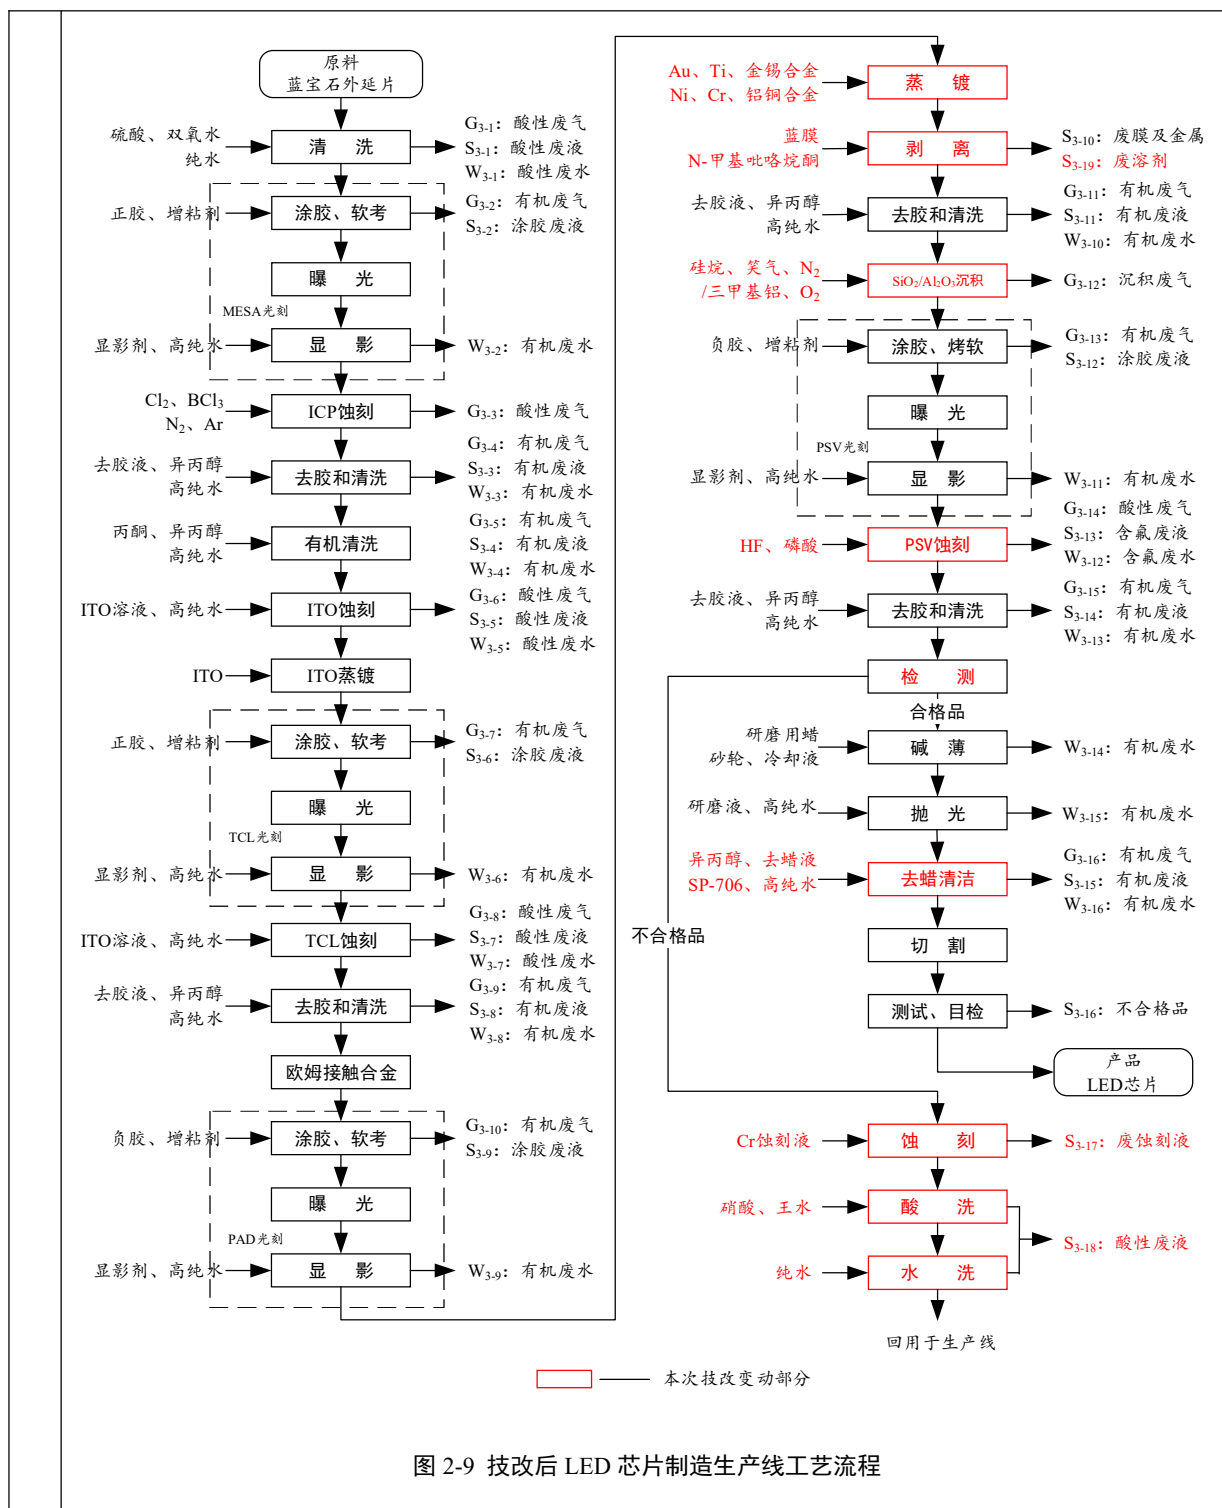 原料
蓝宝石外延片
硫酸、双氧水
纯水
清 洗
G3-1：酸性废气
S3-1：酸性废液
W3-1：酸性废水
正胶、增粘剂
涂胶、软考
G3-2：有机废气
S3-2：涂胶废液
曝 光
MESA光刻
显影剂、高纯水
显 影
W3-2：有机废水
Cl2、BCl3
N2、Ar
ICP蚀刻
G3-3：酸性废气
去胶液、异丙醇
高纯水
去胶和清洗
G3-4：有机废气
S3-3：有机废液
W3-3：有机废水
丙酮、异丙醇
高纯水
有机清洗
G3-5：有机废气
S3-4：有机废液
W3-4：有机废水
ITO溶液、高纯水
ITO蚀刻
G3-6：酸性废气
S3-5：酸性废液
W3-5：酸性废水
ITO
ITO蒸镀
正胶、增粘剂
涂胶、软考
G3-7：有机废气
S3-6：涂胶废液
曝 光
TCL光刻
显影剂、高纯水
显 影
W3-6：有机废水
ITO溶液、高纯水
TCL蚀刻
G3-8：酸性废气
S3-7：酸性废液
W3-7：酸性废水
去胶液、异丙醇
高纯水
去胶和清洗
G3-9：有机废气
S3-8：有机废液
W3-8：有机废水
欧姆接触合金
负胶、增粘剂
涂胶、软考
G3-10：有机废气
S3-9：涂胶废液
曝 光
PAD光刻
显影剂、高纯水
显 影
W3-9：有机废水
Au、Ti、金锡合金
Ni、Cr、铝铜合金
蒸 镀
蓝膜
N-甲基吡咯烷酮
剥 离
S3-10：废膜及金属
S3-19：废溶剂
去胶液、异丙醇
高纯水
去胶和清洗
G3-11：有机废气
S3-11：有机废液
W3-10：有机废水
硅烷、笑气、N2
/三甲基铝、O2
SiO2/Al2O3沉积
G3-12：沉积废气
负胶、增粘剂
涂胶、烤软
G3-13：有机废气
S3-12：涂胶废液
曝 光
PSV光刻
显影剂、高纯水
显 影
W3-11：有机废水
HF、磷酸
PSV蚀刻
G3-14：酸性废气
S3-13：含氟废液
W3-12：含氟废水
去胶液、异丙醇
高纯水
去胶和清洗
G3-15：有机废气
S3-14：有机废液
W3-13：有机废水
检 测
合格品
不合格品
研磨用蜡
砂轮、冷却液
碱 薄
W3-14：有机废水
研磨液、高纯水
抛 光
W3-15：有机废水
异丙醇、去蜡液
SP-706、高纯水
去蜡清洁
G3-16：有机废气
S3-15：有机废液
W3-16：有机废水
切 割
测试、目检
S3-16：不合格品
产品
LED芯片
Cr蚀刻液
蚀 刻
S3-17：废蚀刻液
硝酸、王水
酸 洗
S3-18：酸性废液
纯水
水 洗
回用于生产线
本次技改变动部分
图 2-9 技改后 LED 芯片制造生产线工艺流程